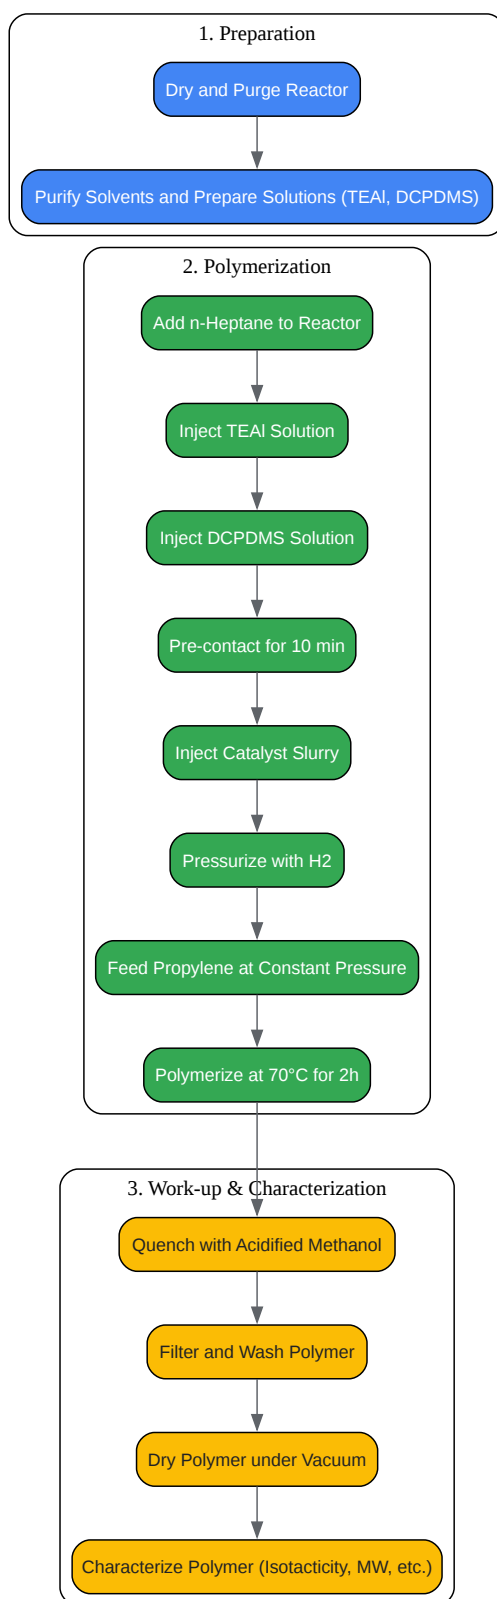 1. Preparation
Dry and Purge Reactor
Purify Solvents and Prepare Solutions (TEAl, DCPDMS)
2. Polymerization
Add n-Heptane to Reactor
Inject TEAl Solution
Inject DCPDMS Solution
Pre-contact for 10 min
Inject Catalyst Slurry
Pressurize with H2
Feed Propylene at Constant Pressure
Polymerize at 70°C for 2h
3. Work-up & Characterization
Quench with Acidified Methanol
Filter and Wash Polymer
Dry Polymer under Vacuum
Characterize Polymer (Isotacticity, MW, etc.)